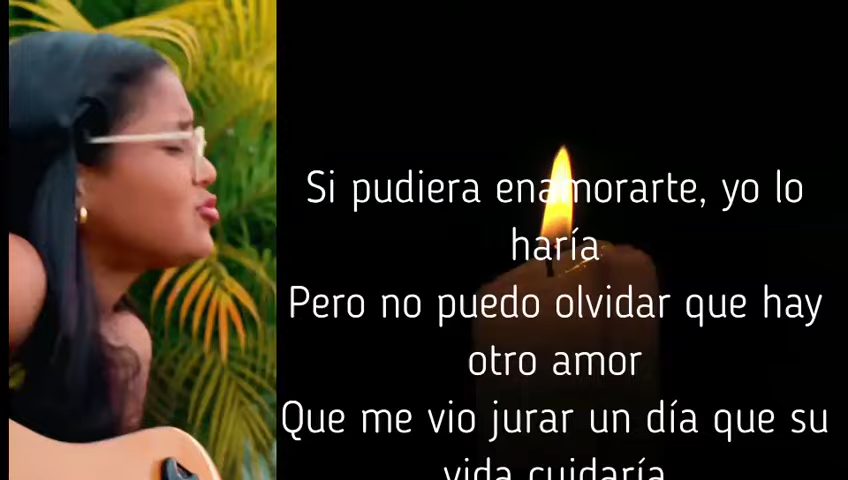 Si pudiera enamorarte, yo lo
haría
Pero no puedo olvidar que hay
otro amor
Que me vio jurar un día que su
vida cuidaría